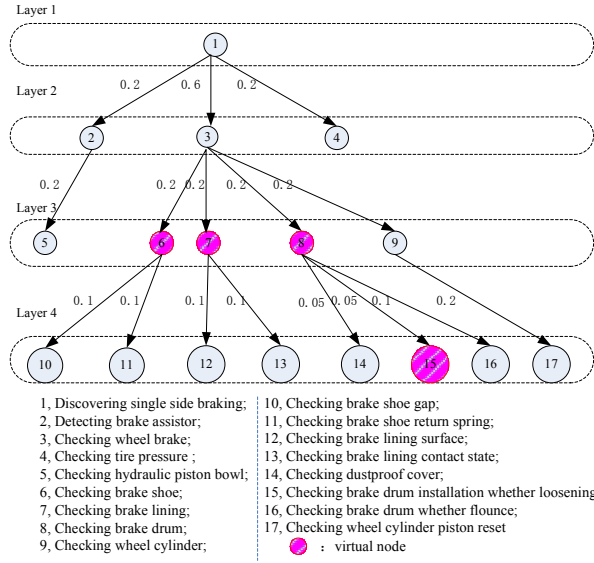 Layer 1
1
0.2 0.6 0.2
Layer 2
2 3 4
0.2 0.2 0.2 0.2 0.2
Layer 3
5 6 7 8 9
0.1 0.1 0.1 0.1 0.05 0.05 0.1 0.2
Layer 4
10 11 12 13 14 15 16 17
1, Discovering single side braking;
2, Detecting brake assistor;
3, Checking wheel brake;
4, Checking tire pressure ;
5, Checking hydraulic piston bowl;
6, Checking brake shoe;
7, Checking brake lining;
8, Checking brake drum;
9, Checking wheel cylinder;
10, Checking brake shoe gap;
11, Checking brake shoe return spring;
12, Checking brake lining surface;
13, Checking brake lining contact state;
14, Checking dustproof cover;
15, Checking brake drum installation whether loosening
16, Checking brake drum whether flounce;
17, Checking wheel cylinder piston reset
: virtual node